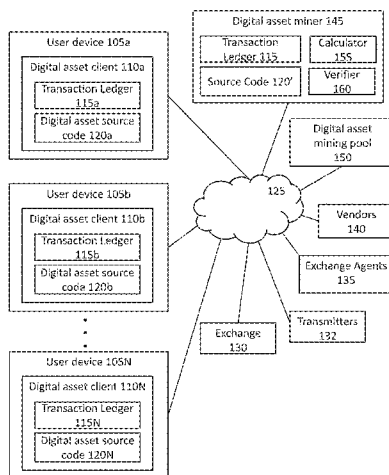 User device 105a
Digital asset client 110a
Transaction Ledger
115a
Digital asset source
code 120a
User device 105b
Digital asset client 110b
Transaction Ledger
115b
Digital asset source
code 120b
User device 105N
Digital asset client 110N
Transaction Ledger
115N
Digital asset source
code 120N
Digital asset miner 145
Transaction
Ledger 115
Calculator
155
Source Code 120'
Verifier
160
Digital asset
mining pool
150
125
Vendors
140
Exchange Agents
135
Transmitters
132
Exchange
130